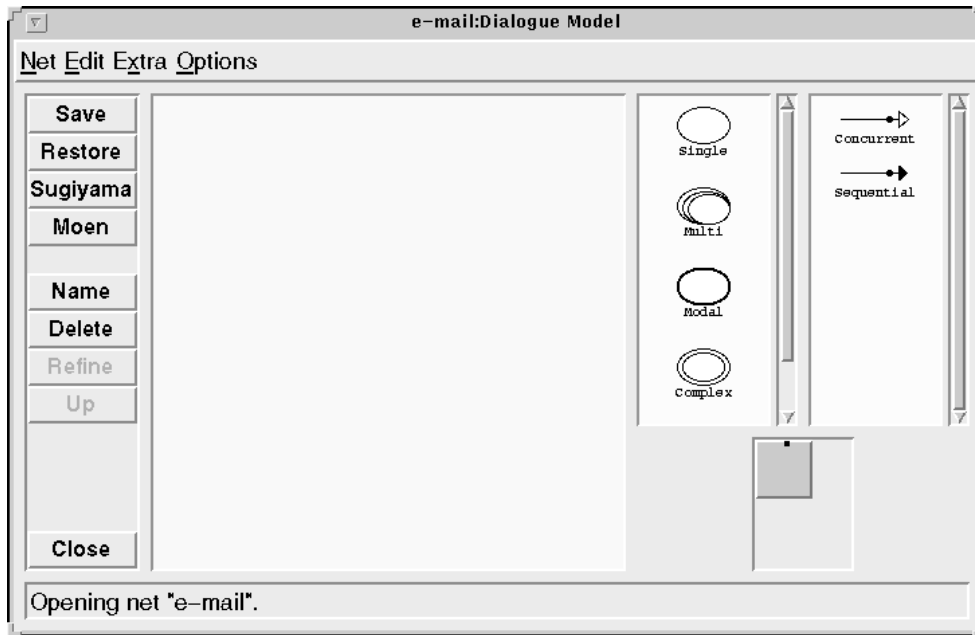 e-mail:Dialogue Model
Net Edit Extra Options
Save
Restore
Sugiyama
Moen
Name
Delete
Refine
Up
Close
Single
Multi
Modal
Complex
Concurrent
Sequential
Opening net "e-mail".